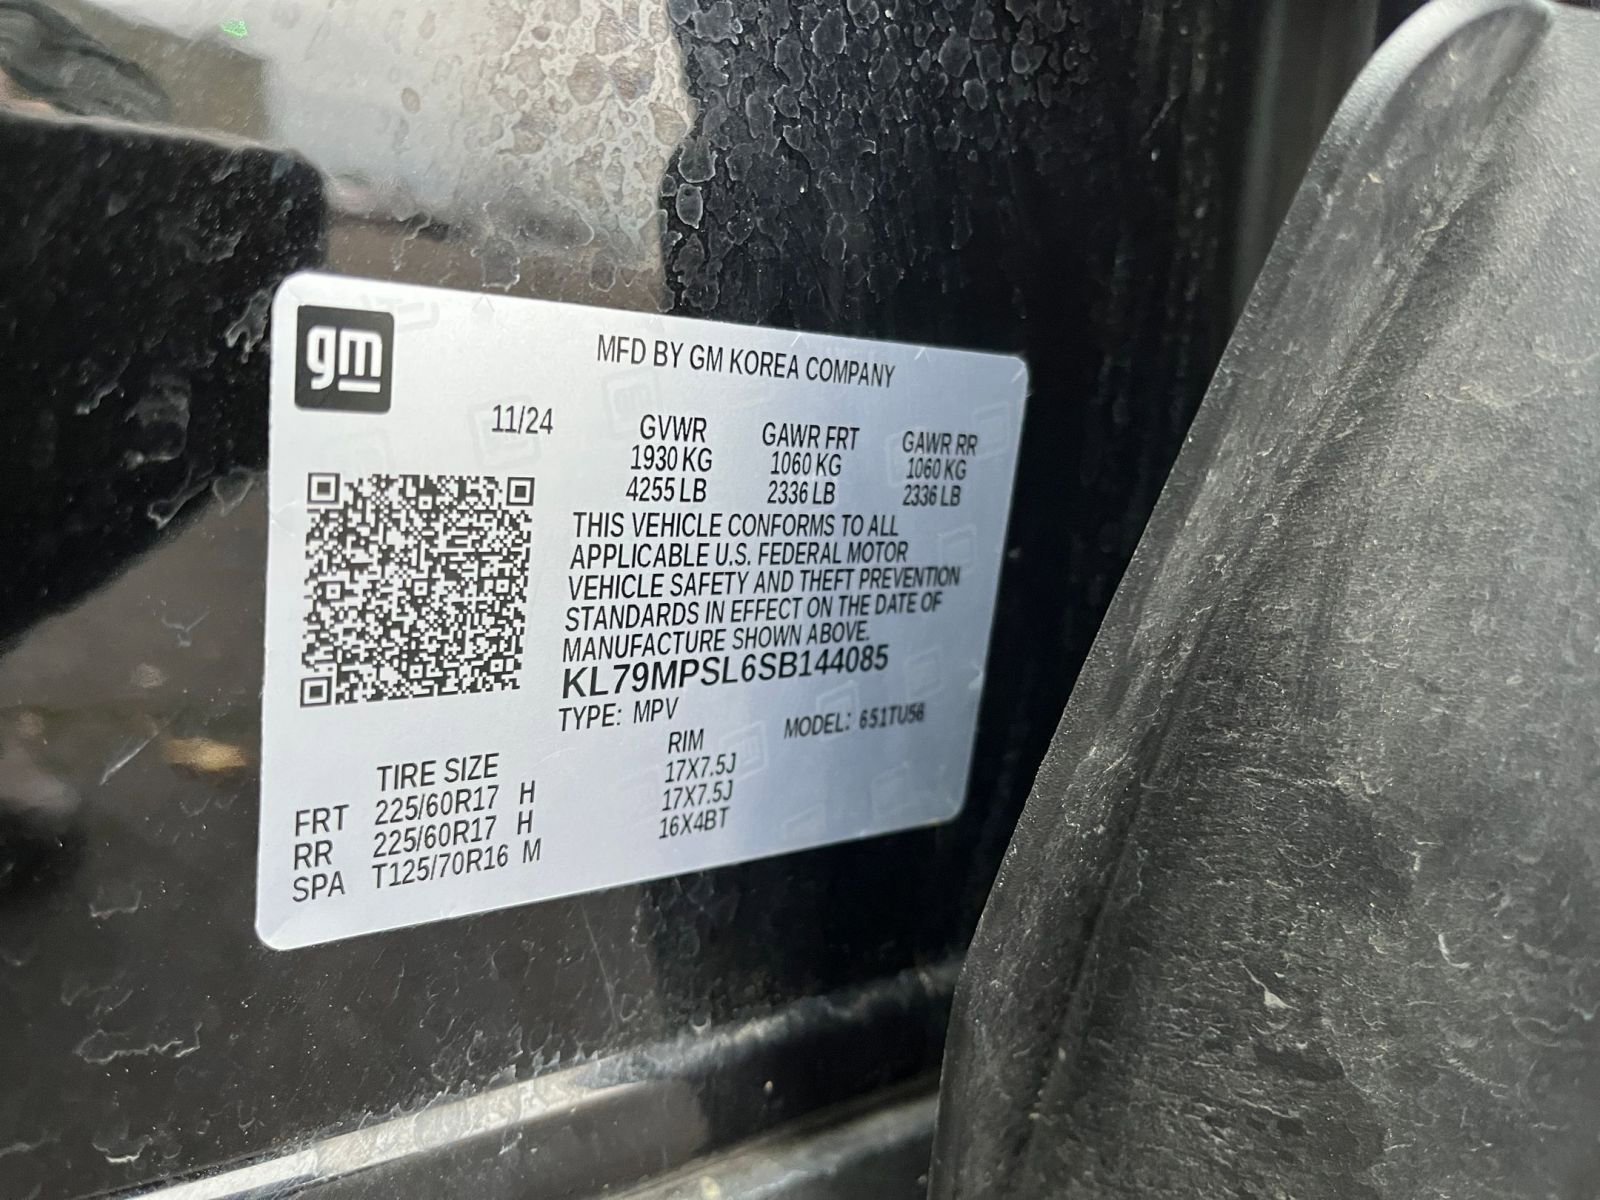 gm
MFD BY GM KOREA COMPANY
11/24
GVWR GAWR FRT GAWR RR
1930 KG 1060 KG 1060 KG
4255 LB 2336 LB 2336 LB
THIS VEHICLE CONFORMS TO ALL
APPLICABLE U.S. FEDERAL MOTOR
VEHICLE SAFETY AND THEFT PREVENTION
STANDARDS IN EFFECT ON THE DATE OF
MANUFACTURE SHOWN ABOVE.
KL79MPSL6SB144085
TYPE: MPV MODEL: 651TU56
TIRE SIZE RIM
FRT 225/60R17 H 17X7.5J
RR 225/60R17 H 17X7.5J
SPA T125/70R16 M 16X4BT